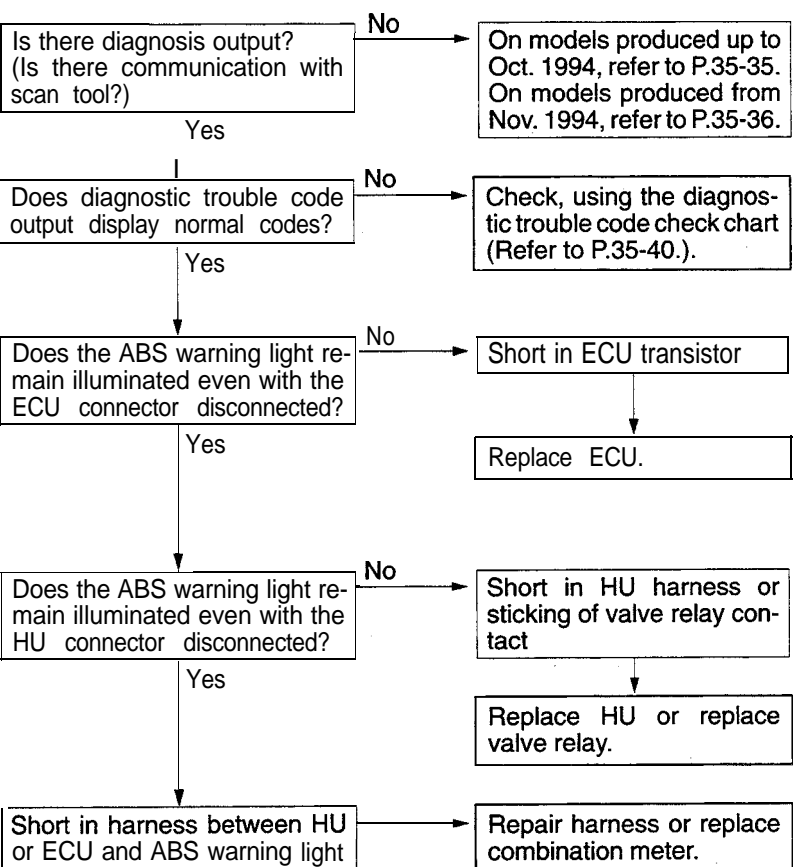 Is there diagnosis output?
(Is there communication with
scan tool?)
No
On models produced up to
Oct. 1994, refer to P.35-35.
On models produced from
Nov. 1994, refer to P.35-36.
Yes
Does diagnostic trouble code
output display normal codes?
No
Check, using the diagnos-
tic trouble code check chart
(Refer to P.35-40.).
Yes
Does the ABS warning light re-
main illuminated even with the
ECU connector disconnected?
No
Short in ECU transistor
Replace ECU.
Yes
Does the ABS warning light re-
main illuminated even with the
HU connector disconnected?
No
Short in HU harness or
sticking of valve relay con-
tact
Replace HU or replace
valve relay.
Yes
Short in harness between HU
or ECU and ABS warning light
Repair harness or replace
combination meter.